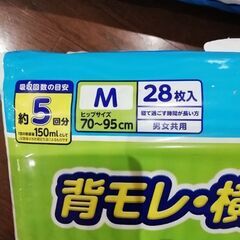 吸収回数の目安
約5回分
M
ヒップサイズ
70〜95cm
28枚入
寝て過ごす時間が長い方
男女共用
背モレ・横